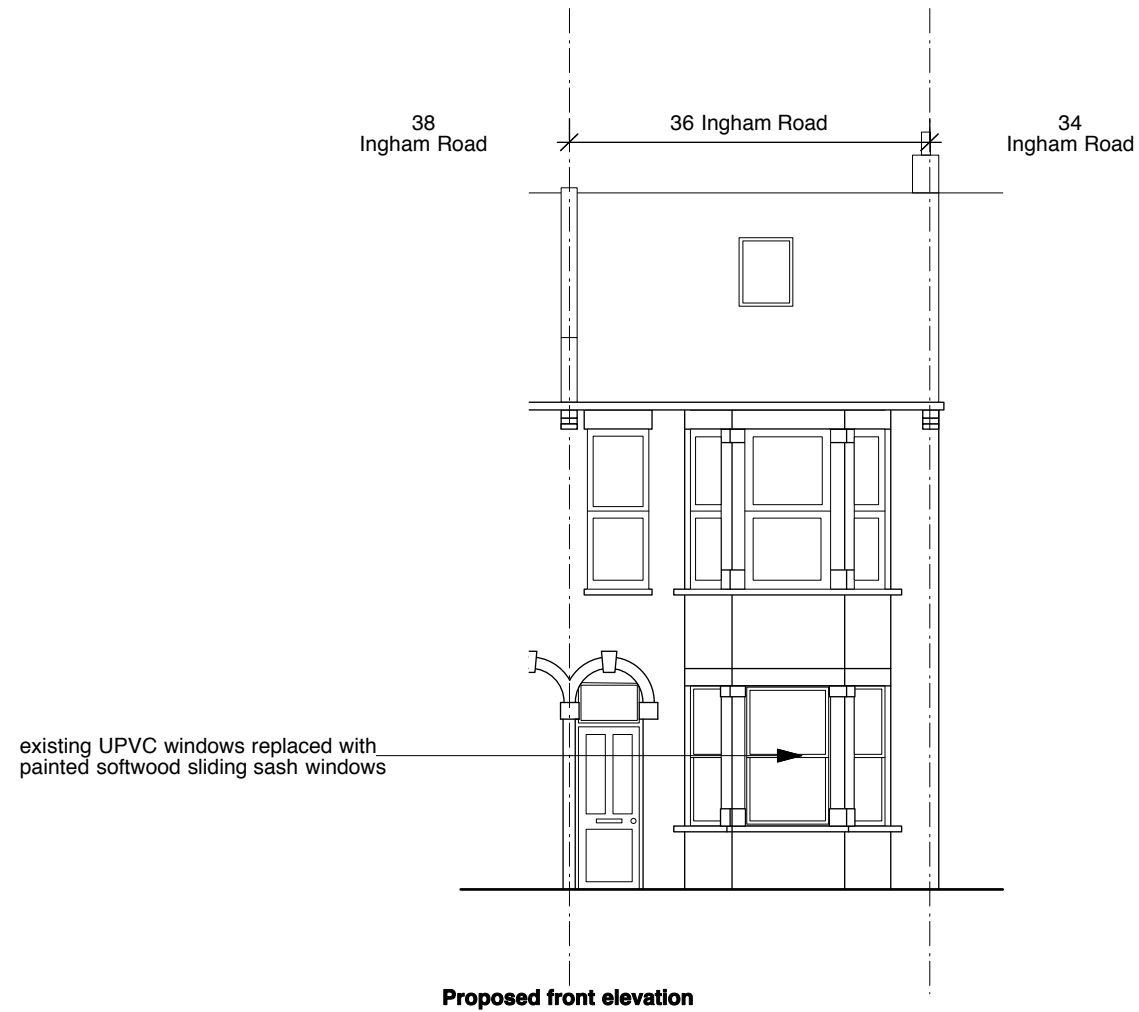 38
Ingham Road
36 Ingham Road
34
Ingham Road
existing UPVC windows replaced with
painted softwood sliding sash windows
Proposed front elevation